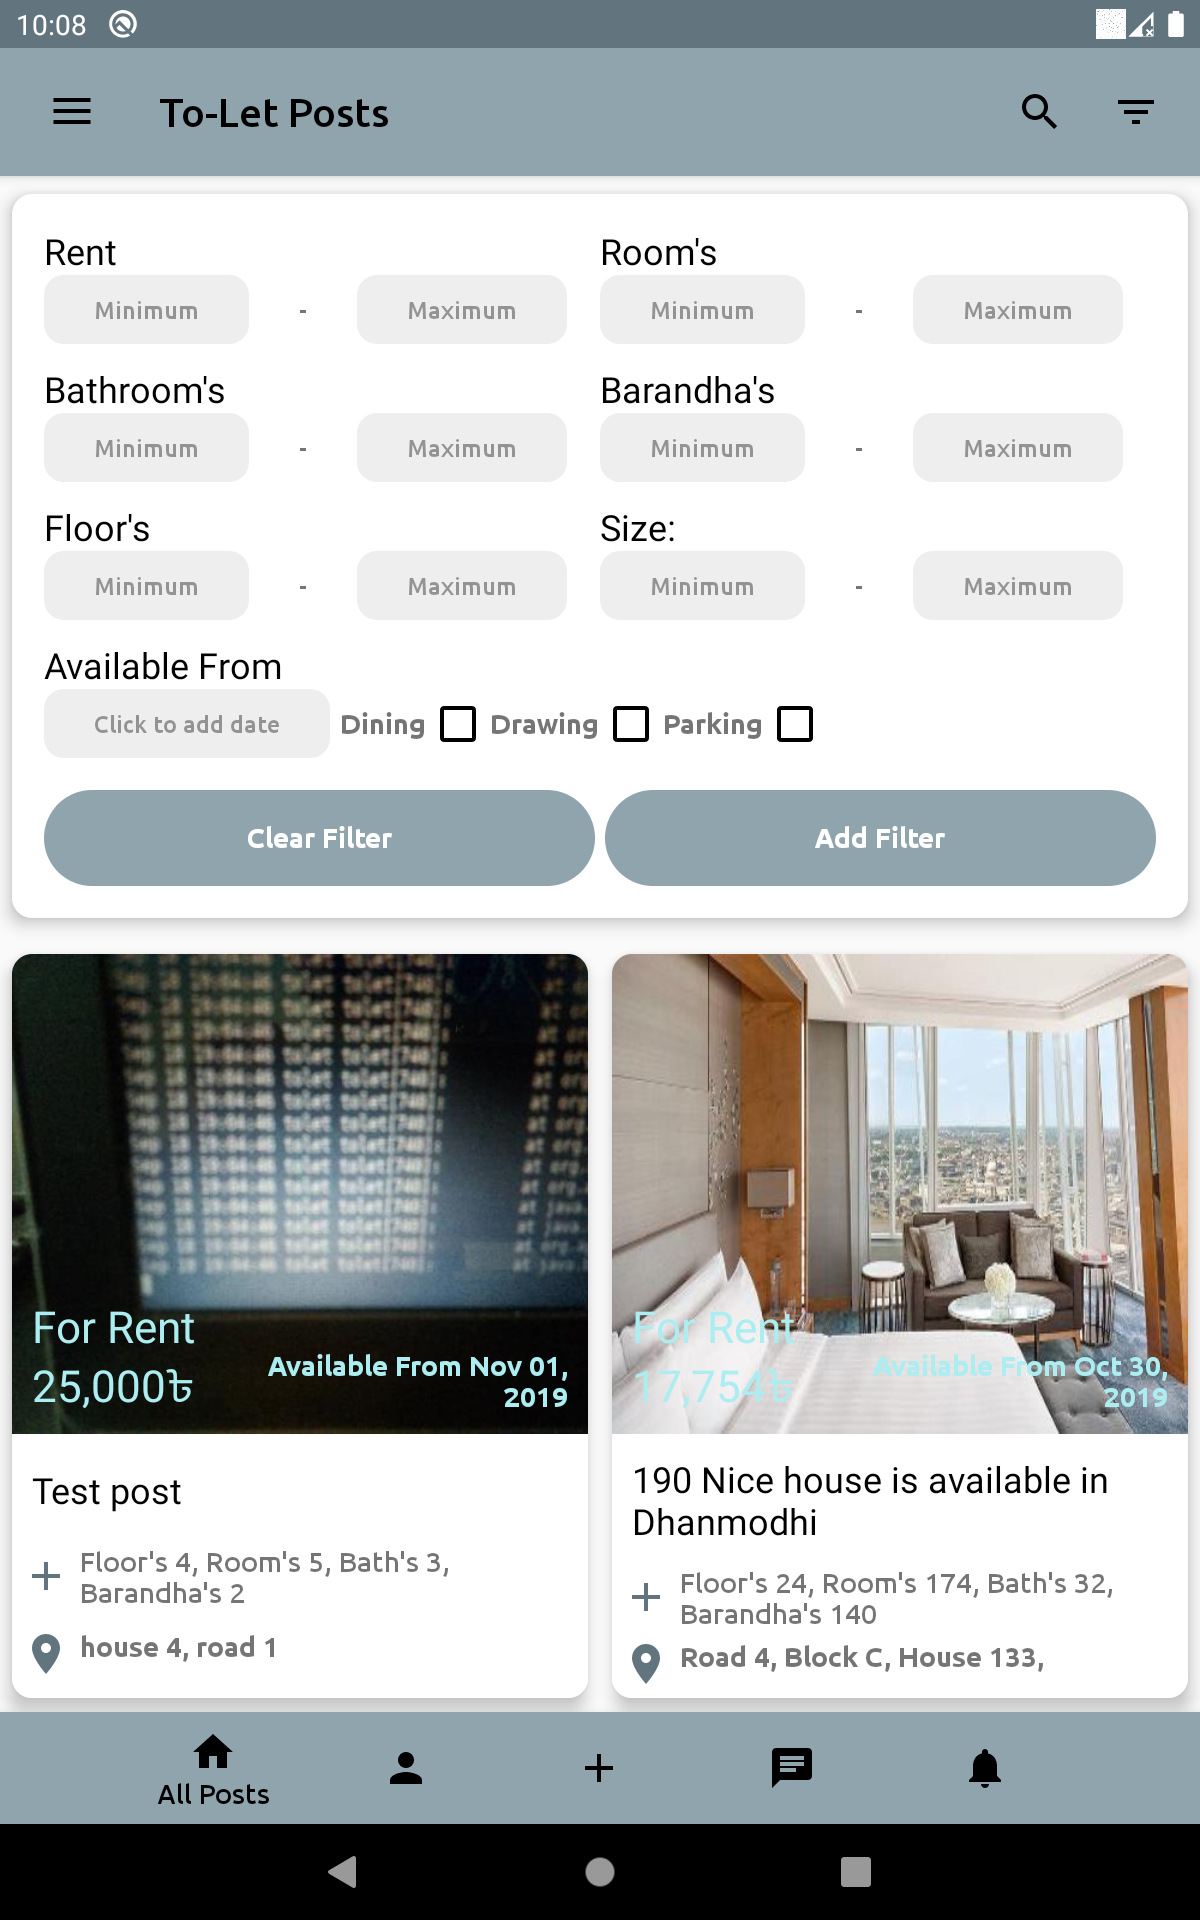 10:08
To-Let Posts
Rent
Room's
Minimum - Maximum
Minimum - Maximum
Bathroom's
Barandha's
Minimum - Maximum
Minimum - Maximum
Floor's
Size:
Minimum - Maximum
Minimum - Maximum
Available From
Click to add date Dining Drawing Parking
Clear Filter
Add Filter
For Rent
25,000৳
Available From Nov 01,
2019
Test post
Floor's 4, Room's 5, Bath's 3,
Barandha's 2
house 4, road 1
For Rent
17,754৳
Available From Oct 30,
2019
190 Nice house is available in
Dhanmodhi
Floor's 24, Room's 174, Bath's 32,
Barandha's 140
Road 4, Block C, House 133,
All Posts